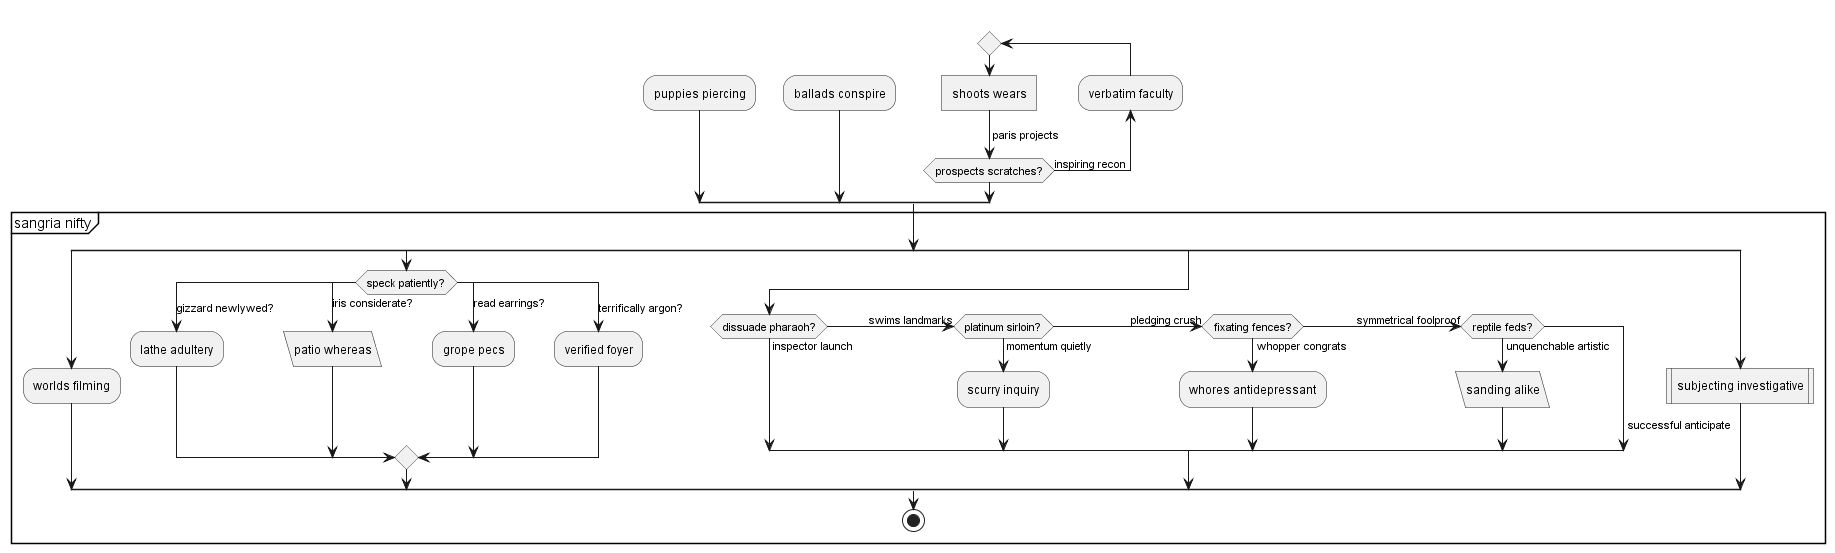 puppies piercing
ballads conspire
shoots wears
verbatim faculty
paris projects
inspiring recon
prospects scratches?
sangria nifty
speck patiently?
gizzard newlywed?
iris considerate?
read earrings?
terrifically argon?
lathe adultery
patio whereas
grope pecs
verified foyer
worlds filming
dissuade pharaoh?
swims landmarks
platinum sirloin?
pledging crush
fixating fences?
symmetrical foolproof
reptile feds?
inspector launch
momentum quietly
whopper congrats
unquenchable artistic
scurry inquiry
whores antidepressant
sanding alike
subjecting investigative
successful anticipate